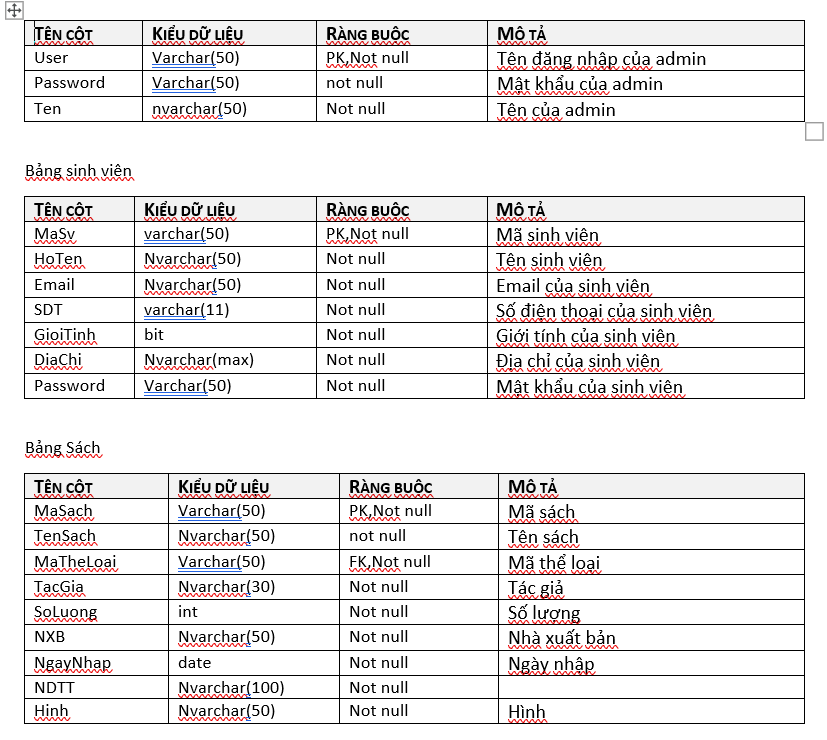 TÊN CỘT KIỂU DỮ LIỆU RÀNG BUỘC MÔ TẢ
User Varchar(50) PK,Not null Tên đăng nhập của admin
Password Varchar(50) not null Mật khẩu của admin
Ten nvarchar(50) Not null Tên của admin
Bảng sinh viên
TÊN CỘT KIỂU DỮ LIỆU RÀNG BUỘC MÔ TẢ
MaSv varchar(50) PK,Not null Mã sinh viên
HoTen Nvarchar(50) Not null Tên sinh viên
Email Nvarchar(50) Not null Email của sinh viên
SDT varchar(11) Not null Số điện thoại của sinh viên
GioiTinh bit Not null Giới tính của sinh viên
DiaChi Nvarchar(max) Not null Địa chỉ của sinh viên
Password Varchar(50) Not null Mật khẩu của sinh viên
Bảng Sách
TÊN CỘT KIỂU DỮ LIỆU RÀNG BUỘC MÔ TẢ
MaSach Varchar(50) PK,Not null Mã sách
TenSach Nvarchar(50) not null Tên sách
MaTheLoai Varchar(50) FK,Not null Mã thể loại
TacGia Nvarchar(30) Not null Tác giả
SoLuong int Not null Số lượng
NXB Nvarchar(50) Not null Nhà xuất bản
NgayNhap date Not null Ngày nhập
NDTT Nvarchar(100) Not null
Hinh Nvarchar(50) Not null Hình